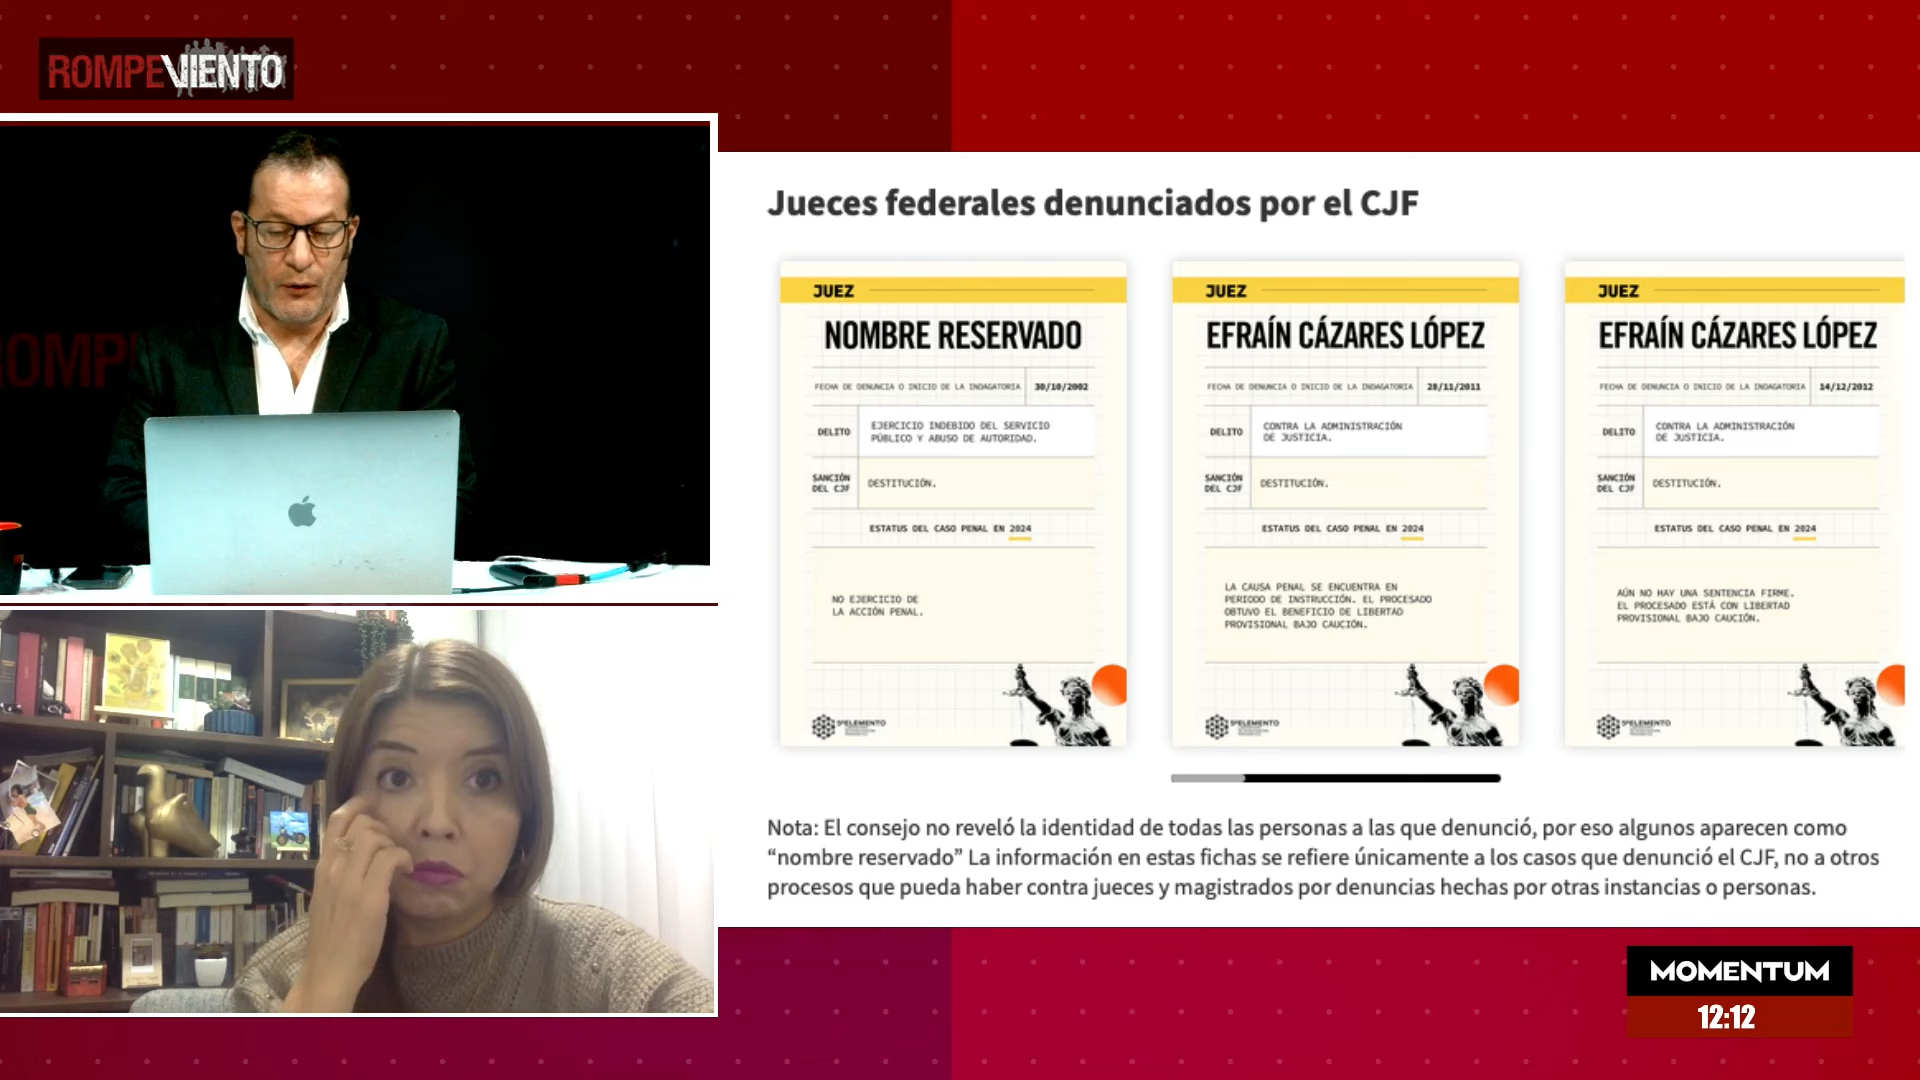 ROMPEVIENTO
ROMP
Jueces federales denunciados por el CJF
JUEZ
NOMBRE RESERVADO
FECHA DE DENUNCIA O INICIO DE LA INDAGATORIA 30/10/2002
DELITO
EJERCICIO INDEBIDO DEL SERVICIO
PÚBLICO Y ABUSO DE AUTORIDAD.
SANCIÓN
DEL CJF
DESTITUCIÓN.
ESTATUS DEL CASO PENAL EN 2024
NO EJERCICIO DE
LA ACCIÓN PENAL.
5ºELEMENTO
JUEZ
EFRAÍN CÁZARES LÓPEZ
FECHA DE DENUNCIA O INICIO DE LA INDAGATORIA 28/11/2011
DELITO
CONTRA LA ADMINISTRACIÓN
DE JUSTICIA.
SANCIÓN
DEL CJF
DESTITUCIÓN.
ESTATUS DEL CASO PENAL EN 2024
LA CAUSA PENAL SE ENCUENTRA EN
PERIODO DE INSTRUCCIÓN. EL PROCESADO
OBTUVO EL BENEFICIO DE LIBERTAD
PROVISIONAL BAJO CAUCIÓN.
5ºELEMENTO
JUEZ
EFRAÍN CÁZARES LÓPEZ
FECHA DE DENUNCIA O INICIO DE LA INDAGATORIA 14/12/2012
DELITO
CONTRA LA ADMINISTRACIÓN
DE JUSTICIA.
SANCIÓN
DEL CJF
DESTITUCIÓN.
ESTATUS DEL CASO PENAL EN 2024
AÚN NO HAY UNA SENTENCIA FIRME.
EL PROCESADO ESTÁ CON LIBERTAD
PROVISIONAL BAJO CAUCIÓN.
5ºELEMENTO
Nota: El consejo no reveló la identidad de todas las personas a las que denunció, por eso algunos aparecen como
“nombre reservado” La información en estas fichas se refiere únicamente a los casos que denunció el CJF, no a otros
procesos que pueda haber contra jueces y magistrados por denuncias hechas por otras instancias o personas.
MOMENTUM
12:12